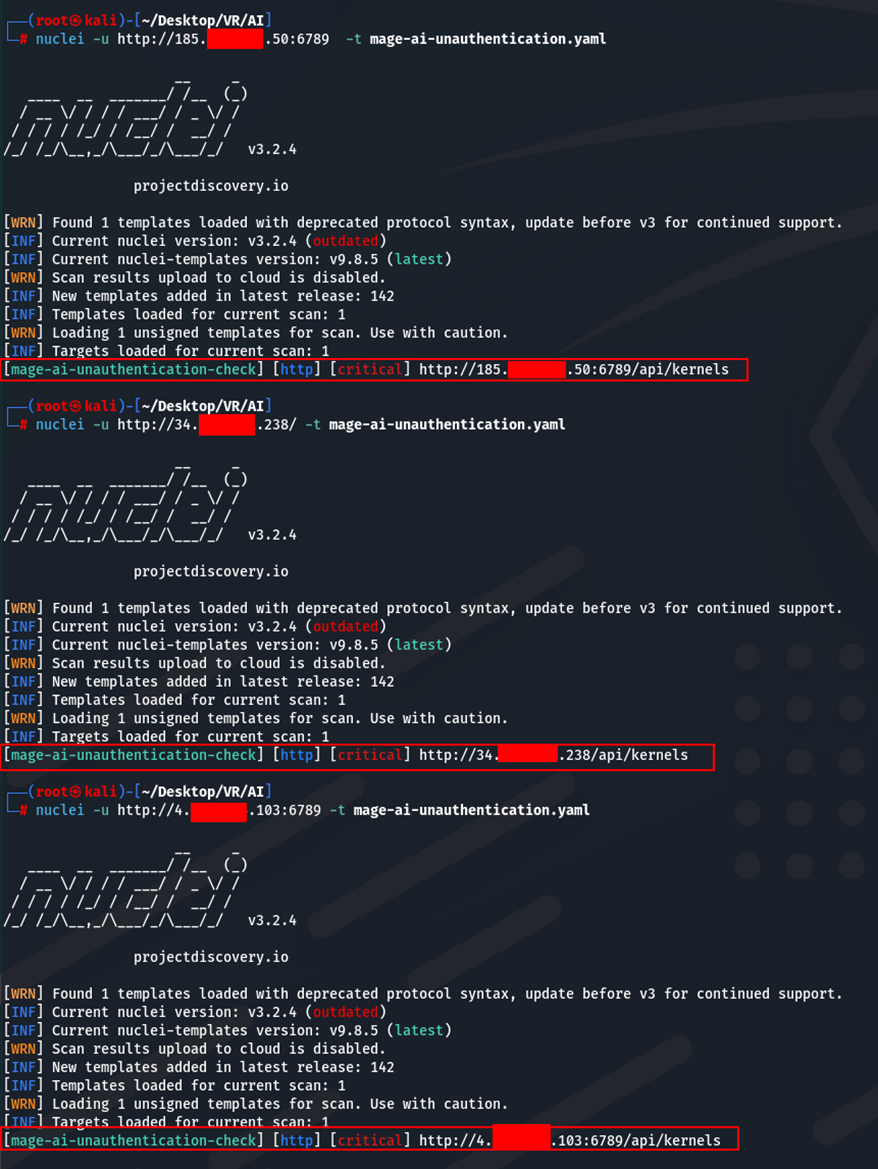 ┌──(root㉿kali)-[~/Desktop/VR/AI]
└─# nuclei -u http://185. .50:6789 -t mage-ai-unauthentication.yaml
nuclei v3.2.4
projectdiscovery.io
[WRN] Found 1 templates loaded with deprecated protocol syntax, update before v3 for continued support.
[INF] Current nuclei version: v3.2.4 (outdated)
[INF] Current nuclei-templates version: v9.8.5 (latest)
[WRN] Scan results upload to cloud is disabled.
[INF] New templates added in latest release: 142
[INF] Templates loaded for current scan: 1
[WRN] Loading 1 unsigned templates for scan. Use with caution.
[INF] Targets loaded for current scan: 1
[mage-ai-unauthentication-check] [http] [critical] http://185. .50:6789/api/kernels
┌──(root㉿kali)-[~/Desktop/VR/AI]
└─# nuclei -u http://34. .238/ -t mage-ai-unauthentication.yaml
nuclei v3.2.4
projectdiscovery.io
[WRN] Found 1 templates loaded with deprecated protocol syntax, update before v3 for continued support.
[INF] Current nuclei version: v3.2.4 (outdated)
[INF] Current nuclei-templates version: v9.8.5 (latest)
[WRN] Scan results upload to cloud is disabled.
[INF] New templates added in latest release: 142
[INF] Templates loaded for current scan: 1
[WRN] Loading 1 unsigned templates for scan. Use with caution.
[INF] Targets loaded for current scan: 1
[mage-ai-unauthentication-check] [http] [critical] http://34. .238/api/kernels
┌──(root㉿kali)-[~/Desktop/VR/AI]
└─# nuclei -u http://4. .103:6789 -t mage-ai-unauthentication.yaml
nuclei v3.2.4
projectdiscovery.io
[WRN] Found 1 templates loaded with deprecated protocol syntax, update before v3 for continued support.
[INF] Current nuclei version: v3.2.4 (outdated)
[INF] Current nuclei-templates version: v9.8.5 (latest)
[WRN] Scan results upload to cloud is disabled.
[INF] New templates added in latest release: 142
[INF] Templates loaded for current scan: 1
[WRN] Loading 1 unsigned templates for scan. Use with caution.
[INF] Targets loaded for current scan: 1
[mage-ai-unauthentication-check] [http] [critical] http://4. .103:6789/api/kernels